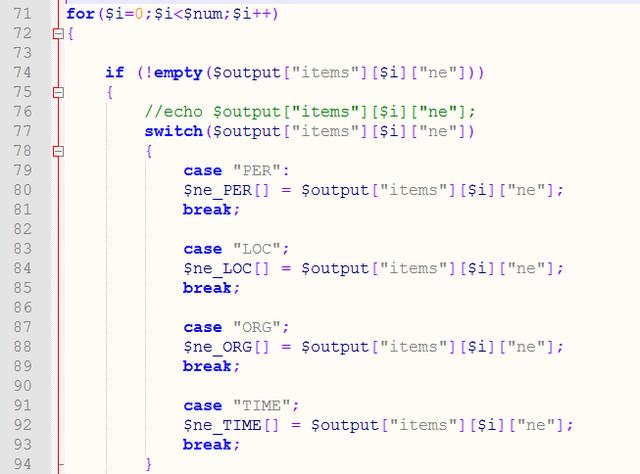 71 for($i=0;$i<$num;$i++)
72 {
73
74 if (!empty($output["items"][$i]["ne"]))
75 {
76 //echo $output["items"][$i]["ne"];
77 switch($output["items"][$i]["ne"])
78 {
79 case "PER":
80 $ne_PER[] = $output["items"][$i]["ne"];
81 break;
82
83 case "LOC";
84 $ne_LOC[] = $output["items"][$i]["ne"];
85 break;
86
87 case "ORG";
88 $ne_ORG[] = $output["items"][$i]["ne"];
89 break;
90
91 case "TIME";
92 $ne_TIME[] = $output["items"][$i]["ne"];
93 break;
94 }